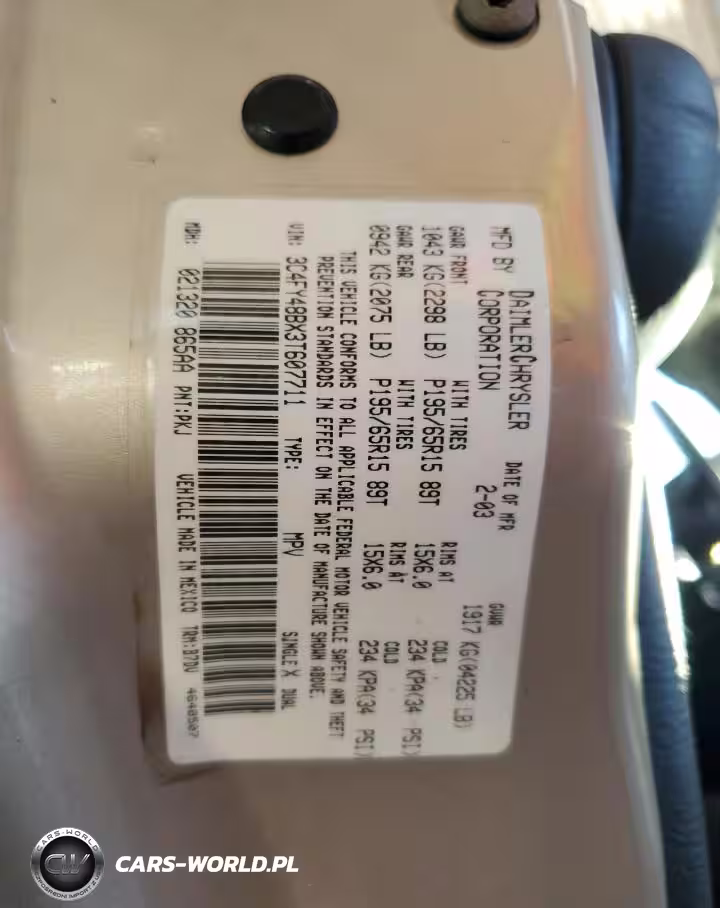 MFD BY DAIMLERCHRYSLER CORPORATION
DATE OF MFR 2-03
GVWR 1917 KG(04225 LB)
GAWR FRONT WITH TIRES RIMS AT COLD
1043 KG(2298 LB) P195/65R15 89T 15X6.0 234 KPA(34 PSI)
GAWR REAR WITH TIRES RIMS AT COLD
0942 KG(2075 LB) P195/65R15 89T 15X6.0 234 KPA(34 PSI)
THIS VEHICLE CONFORMS TO ALL APPLICABLE FEDERAL MOTOR VEHICLE SAFETY AND THEFT
PREVENTION STANDARDS IN EFFECT ON THE DATE OF MANUFACTURE SHOWN ABOVE.
VIN: 3C4FY48BX3T607711 TYPE: MPV SINGLE X DUAL
MDH: 021320 865AA PNT:PKJ VEHICLE MADE IN MEXICO TRM:B7DV 4648507
CARS-WORLD
CW
CARS-WORLD.PL